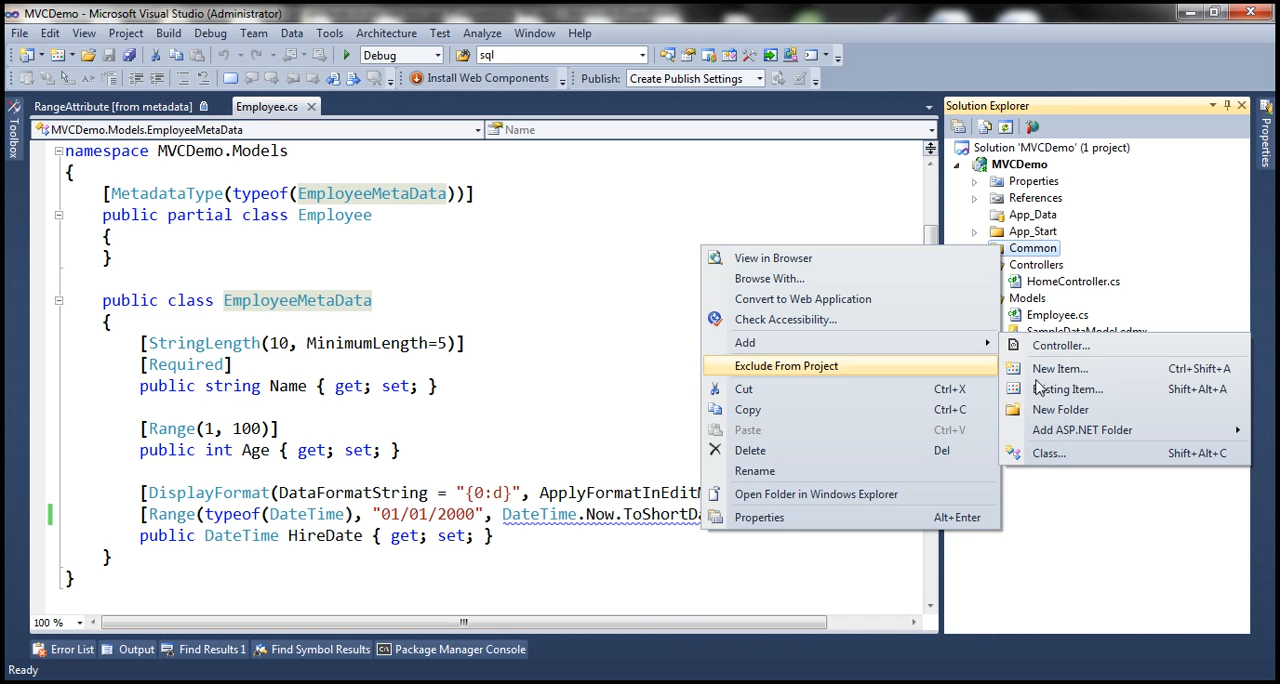 MVCDemo - Microsoft Visual Studio (Administrator)
File Edit View Project Build Debug Team Data Tools Architecture Test Analyze Window Help
Debug sql
Install Web Components Publish: Create Publish Settings
RangeAttribute [from metadata] Employee.cs
MVCDemo.Models.EmployeeMetaData Name
Toolbox
namespace MVCDemo.Models
{
[MetadataType(typeof(EmployeeMetaData))]
public partial class Employee
{
}
public class EmployeeMetaData
{
[StringLength(10, MinimumLength=5)]
[Required]
public string Name { get; set; }
[Range(1, 100)]
public int Age { get; set; }
[DisplayFormat(DataFormatString = "{0:d}", ApplyFormatInEditM
[Range(typeof(DateTime), "01/01/2000", DateTime.Now.ToShortDa
public DateTime HireDate { get; set; }
}
}
100 %
View in Browser
Browse With...
Convert to Web Application
Check Accessibility...
Add
Exclude From Project
Cut Ctrl+X
Copy Ctrl+C
Paste Ctrl+V
Delete Del
Rename
Open Folder in Windows Explorer
Properties Alt+Enter
Controller...
New Item... Ctrl+Shift+A
Existing Item... Shift+Alt+A
New Folder
Add ASP.NET Folder
Class... Shift+Alt+C
Solution Explorer
Solution 'MVCDemo' (1 project)
MVCDemo
Properties
References
App_Data
App_Start
Common
Controllers
HomeController.cs
Models
Employee.cs
SampleDataModel.edmx
Properties
Error List Output Find Results 1 Find Symbol Results Package Manager Console
Ready